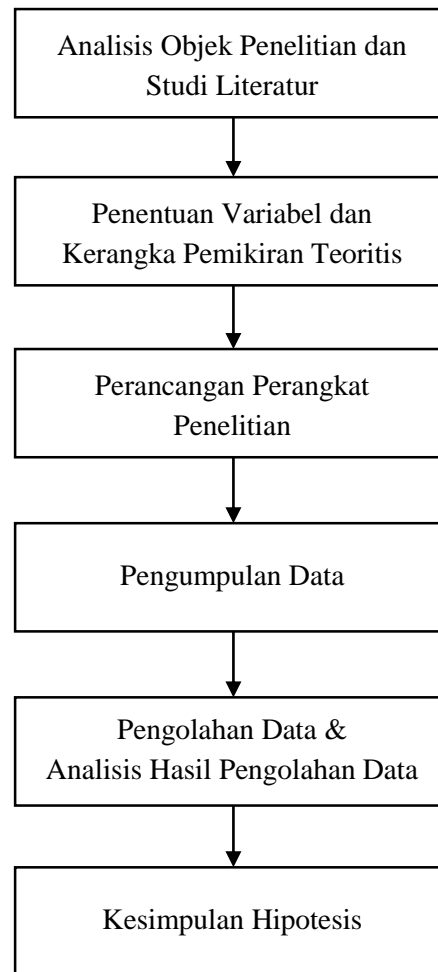 Analisis Objek Penelitian dan
Studi Literatur
Penentuan Variabel dan
Kerangka Pemikiran Teoritis
Perancangan Perangkat
Penelitian
Pengumpulan Data
Pengolahan Data &
Analisis Hasil Pengolahan Data
Kesimpulan Hipotesis